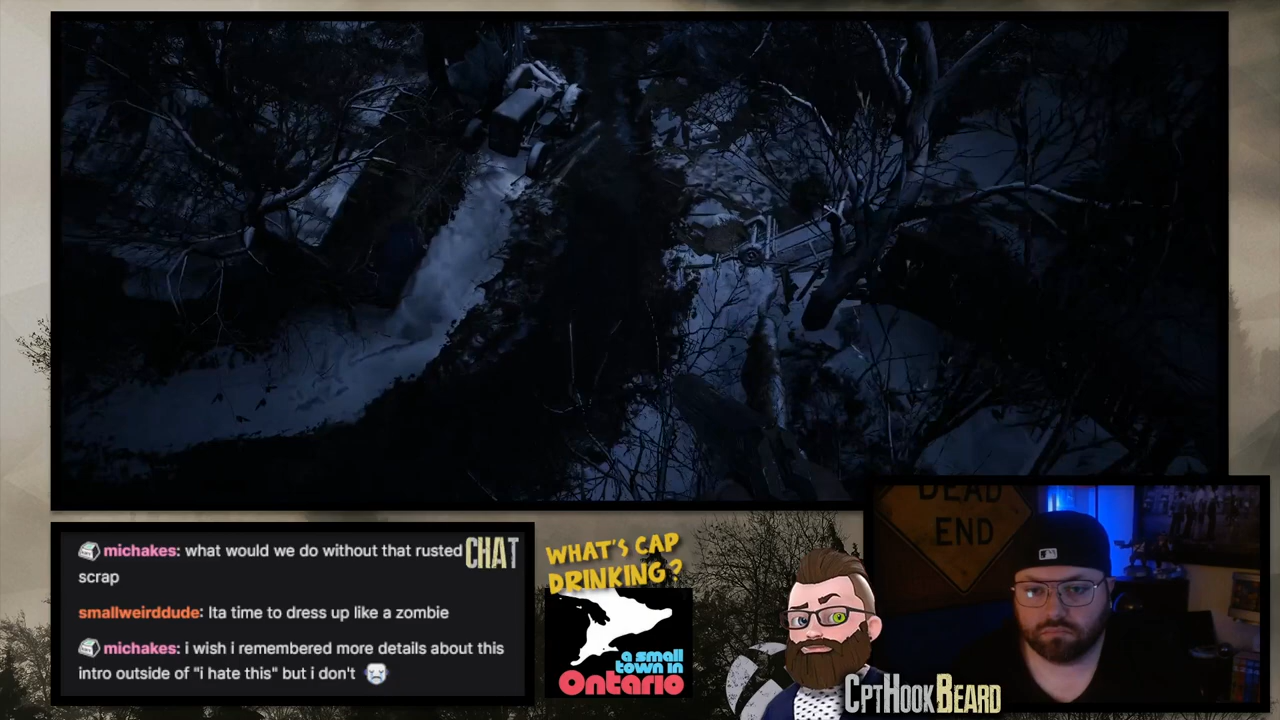 DEAD
END
michakes: what would we do without that rusted
scrap
CHAT
smallweirddude: Ita time to dress up like a zombie
michakes: i wish i remembered more details about this
intro outside of "i hate this" but i don't
WHAT'S CAP
DRINKING?
a small
town in
Ontario
CPTHOOKBEARD